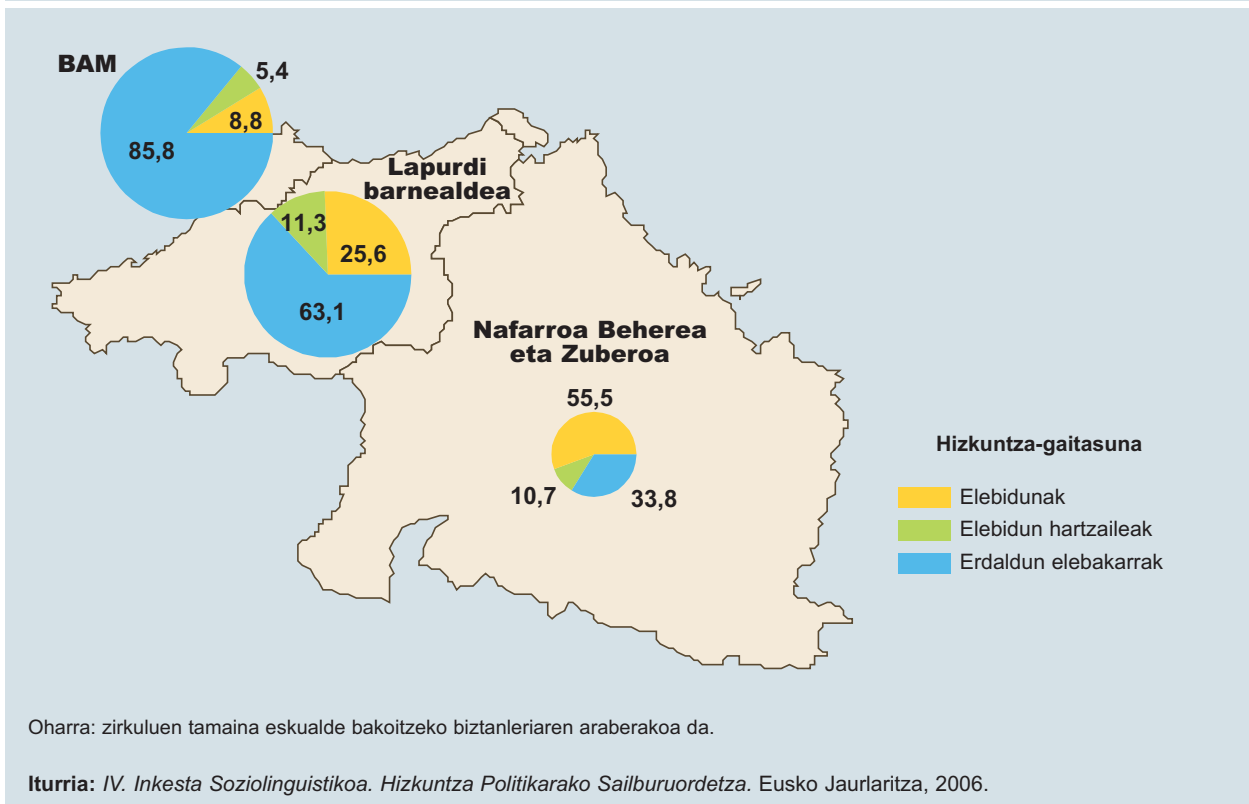 BAM
5,4
8,8
85,8
Lapurdi
barnealdea
11,3
25,6
63,1
Nafarroa Beherea
eta Zuberoa
55,5
10,7
33,8
Hizkuntza-gaitasuna
Elebidunak
Elebidun hartzaileak
Erdaldun elebakarrak
Oharra: zirkuluen tamaina eskualde bakoitzeko biztanleriaren araberakoa da.
Iturria: IV. Inkesta Soziolinguistikoa. Hizkuntza Politikarako Sailburuordetza. Eusko Jaurlaritza, 2006.